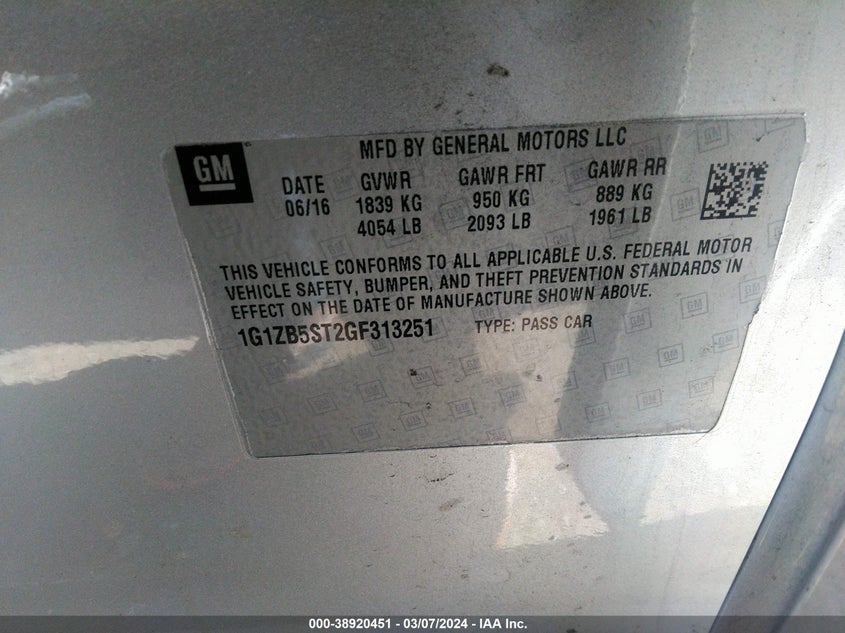 GM
MFD BY GENERAL MOTORS LLC
DATE GVWR GAWR FRT GAWR RR
06/16 1839 KG 950 KG 889 KG
4054 LB 2093 LB 1961 LB
THIS VEHICLE CONFORMS TO ALL APPLICABLE U.S. FEDERAL MOTOR
VEHICLE SAFETY, BUMPER, AND THEFT PREVENTION STANDARDS IN
EFFECT ON THE DATE OF MANUFACTURE SHOWN ABOVE.
1G1ZB5ST2GF313251 TYPE: PASS CAR
000-38920451 - 03/07/2024 - IAA Inc.